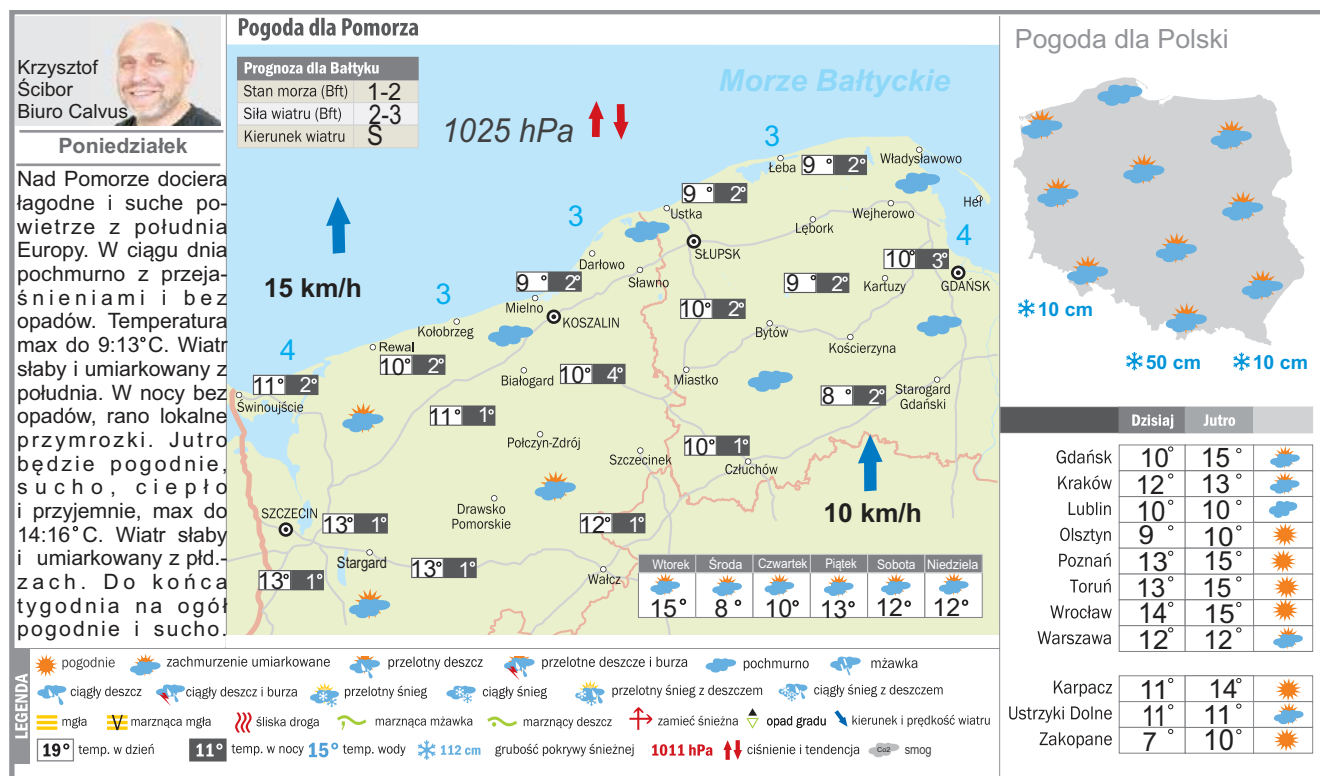 Krzysztof
Ścibor
Biuro Calvus
Poniedziałek
Nad Pomorze dociera
łagodne i suche po-
wietrze z południa
Europy. W ciągu dnia
pochmurno z przeja-
śnieniami i bez
opadów. Temperatura
max do 9:13°C. Wiatr
słaby i umiarkowany z
południa. W nocy bez
opadów, rano lokalne
przymrozki. Jutro
będzie pogodnie,
sucho, ciepło
i przyjemnie, max do
14:16°C. Wiatr słaby
i umiarkowany z płd.-
zach. Do końca
tygodnia na ogół
pogodnie i sucho.
Pogoda dla Pomorza
Prognoza dla Bałtyku
Stan morza (Bft) 1-2
Siła wiatru (Bft) 2-3
Kierunek wiatru S
Morze Bałtyckie
1025 hPa
3
Łeba 9° 2°
Władysławowo
9° 2°
Ustka
Hel
Wejherowo
3
Lębork
4
SŁUPSK
10° 3°
Darłowo
GDAŃSK
Sławno
9° 2°
9° 2°
Kartuzy
15 km/h
3
Mielno
10° 2°
KOSZALIN
Kołobrzeg
Bytów
Kościerzyna
4
Rewal
10° 2°
Białogard
10° 4°
Miastko
11° 2°
Świnoujście
8° 2°
Starogard
Gdański
11° 1°
Połczyn-Zdrój
10° 1°
Szczecinek
Człuchów
10 km/h
Drawsko
Pomorskie
SZCZECIN
13° 1°
12° 1°
Stargard
13° 1°
13° 1°
Wałcz
Wtorek Środa Czwartek Piątek Sobota Niedziela
15° 8° 10° 13° 12° 12°
Pogoda dla Polski
10 cm
50 cm
10 cm
Dzisiaj Jutro
Gdańsk 10° 15°
Kraków 12° 13°
Lublin 10° 10°
Olsztyn 9° 10°
Poznań 13° 15°
Toruń 13° 15°
Wrocław 14° 15°
Warszawa 12° 12°
Karpacz 11° 14°
Ustrzyki Dolne 11° 11°
Zakopane 7° 10°
LEGENDA
pogodnie zachmurzenie umiarkowane przelotny deszcz przelotne deszcze i burza pochmurno mżawka
ciągły deszcz ciągły deszcz i burza przelotny śnieg ciągły śnieg przelotny śnieg z deszczem ciągły śnieg z deszczem
mgła marznąca mgła śliska droga marznąca mżawka marznący deszcz zamieć śnieżna opad gradu kierunek i prędkość wiatru
19° temp. w dzień 11° temp. w nocy 15° temp. wody 112 cm grubość pokrywy śnieżnej 1011 hPa ciśnienie i tendencja Co2 smog